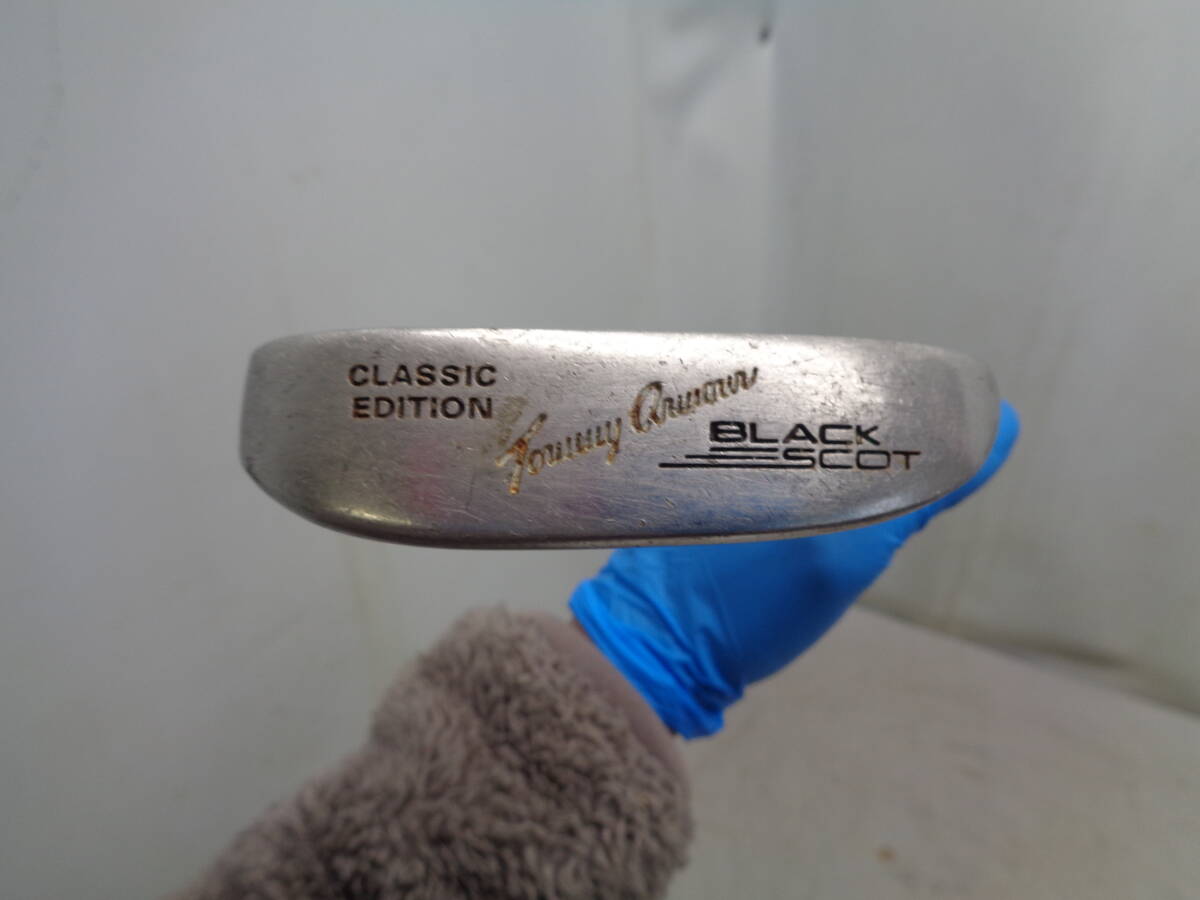 CLASSIC
EDITION
Tommy Armour
BLACK
SCOT